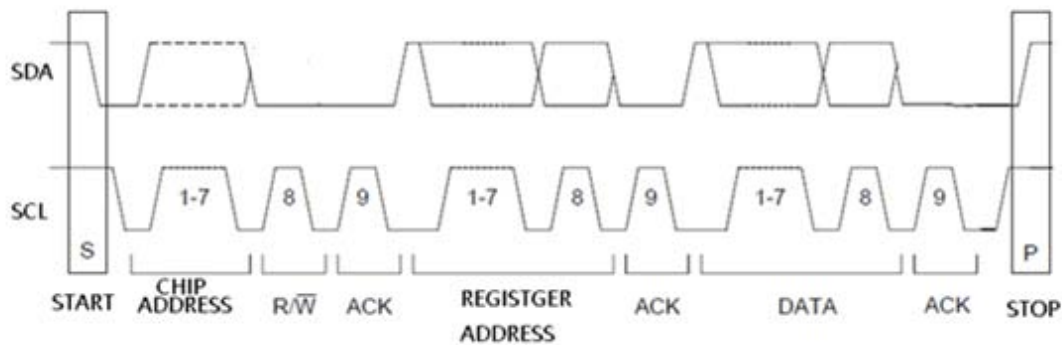 SDA
SCL
1-7 8 9 1-7 8 9 1-7 8 9
S P
START CHIP ADDRESS R/W̅ ACK REGISTGER ADDRESS ACK DATA ACK STOP